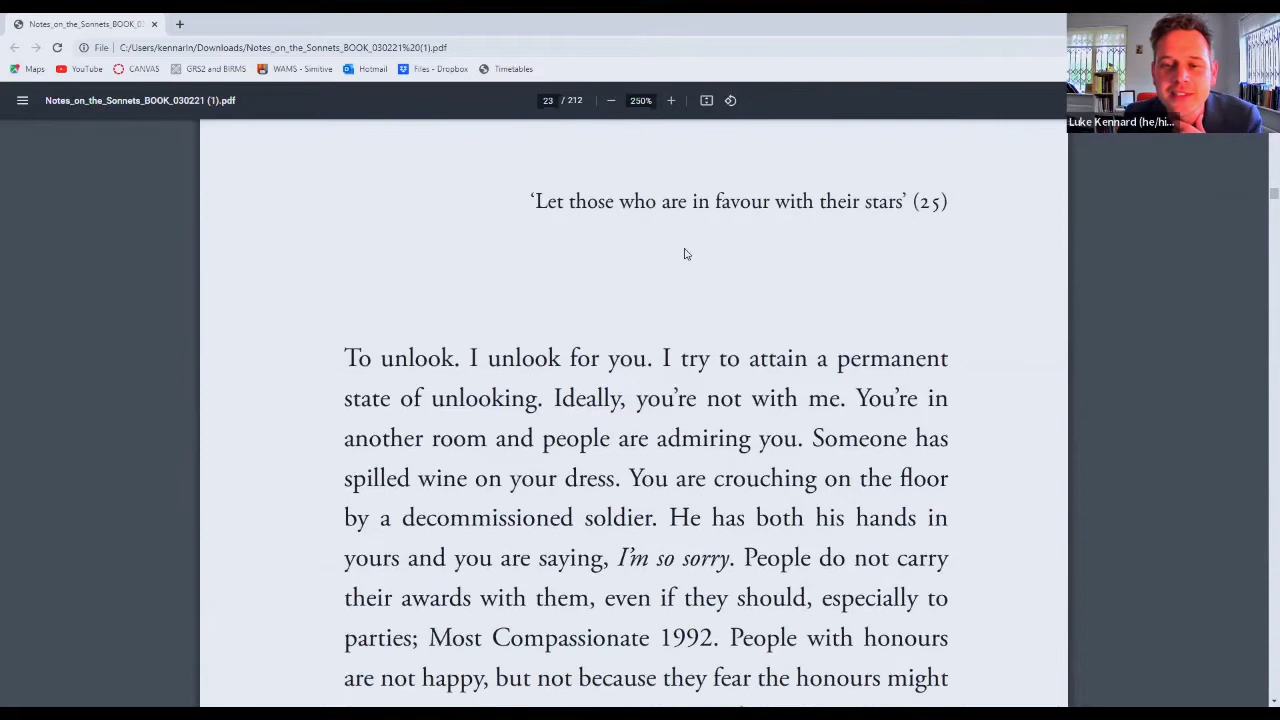 Notes_on_the_Sonnets_BOOK_03
File
C:/Users/kennarln/Downloads/Notes_on_the_Sonnets_BOOK_030221%20(1).pdf
Maps YouTube CANVAS GRS2 and BIRMS WAMS - Simitive Hotmail Files - Dropbox Timetables
Notes_on_the_Sonnets_BOOK_030221 (1).pdf 23 / 212 250%
Luke Kennard (he/hi...
‘Let those who are in favour with their stars’ (25)
To unlook. I unlook for you. I try to attain a permanent
state of unlooking. Ideally, you’re not with me. You’re in
another room and people are admiring you. Someone has
spilled wine on your dress. You are crouching on the floor
by a decommissioned soldier. He has both his hands in
yours and you are saying, I’m so sorry. People do not carry
their awards with them, even if they should, especially to
parties; Most Compassionate 1992. People with honours
are not happy, but not because they fear the honours might